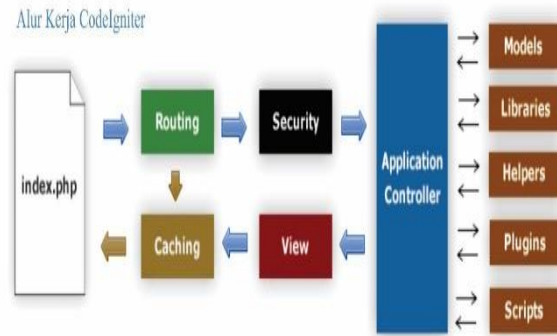 Alur Kerja CodeIgniter
index.php
Routing
Security
Caching
View
Application
Controller
Models
Libraries
Helpers
Plugins
Scripts